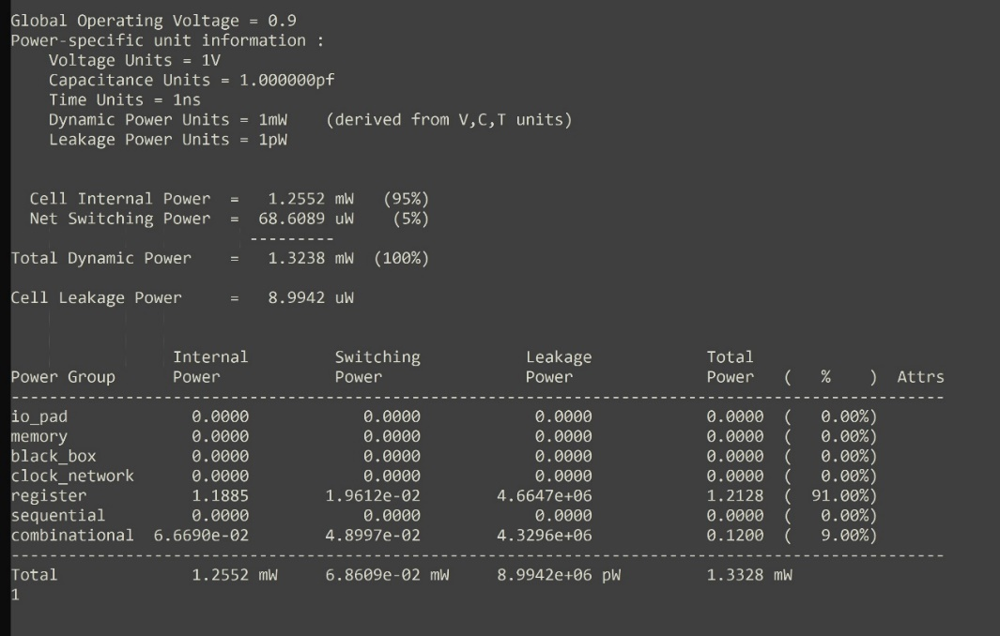 Global Operating Voltage = 0.9
Power-specific unit information :
    Voltage Units = 1V
    Capacitance Units = 1.000000pf
    Time Units = 1ns
    Dynamic Power Units = 1mW    (derived from V,C,T units)
    Leakage Power Units = 1pW
  Cell Internal Power  =   1.2552 mW   (95%)
  Net Switching Power  =  68.6089 uW    (5%)
                         ---------
Total Dynamic Power    =   1.3238 mW  (100%)
Cell Leakage Power     =   8.9942 uW
                 Internal         Switching           Leakage            Total
Power Group      Power            Power               Power              Power   (   %    )  Attrs
--------------------------------------------------------------------------------------------------
io_pad             0.0000            0.0000            0.0000            0.0000  (   0.00%)
memory             0.0000            0.0000            0.0000            0.0000  (   0.00%)
black_box          0.0000            0.0000            0.0000            0.0000  (   0.00%)
clock_network      0.0000            0.0000            0.0000            0.0000  (   0.00%)
register           1.1885        1.9612e-02        4.6647e+06            1.2128  (  91.00%)
sequential         0.0000            0.0000            0.0000            0.0000  (   0.00%)
combinational  6.6690e-02        4.8997e-02        4.3296e+06            0.1200  (   9.00%)
--------------------------------------------------------------------------------------------------
Total              1.2552 mW     6.8609e-02 mW     8.9942e+06 pW         1.3328 mW
1